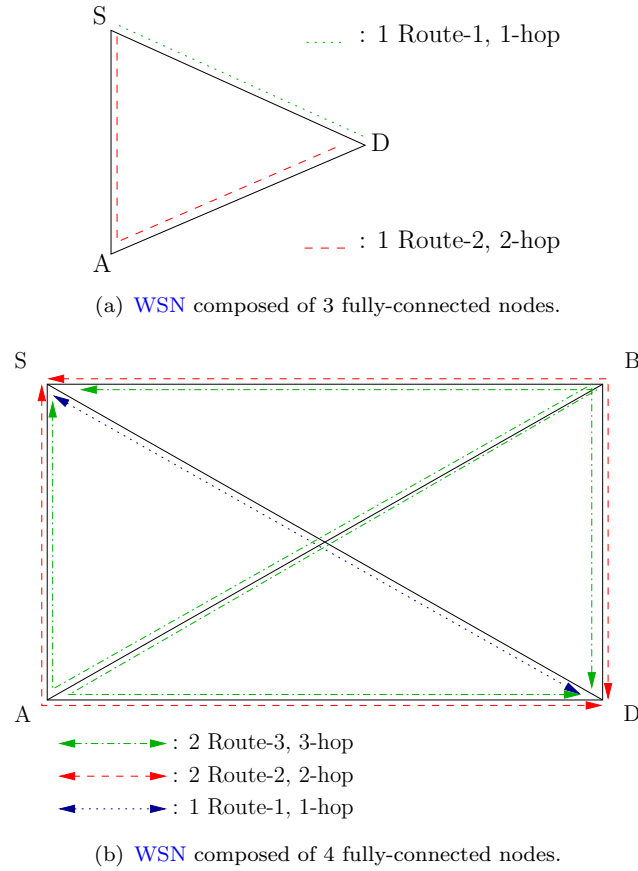 S
: 1 Route-1, 1-hop
D
: 1 Route-2, 2-hop
A
(a) WSN composed of 3 fully-connected nodes.
S
B
A
D
: 2 Route-3, 3-hop
: 2 Route-2, 2-hop
: 1 Route-1, 1-hop
(b) WSN composed of 4 fully-connected nodes.